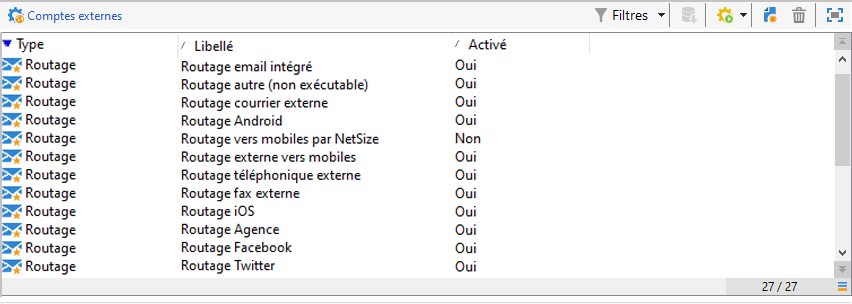 Comptes externes Filtres
Type Libellé Activé
Routage Routage email intégré Oui
Routage Routage autre (non exécutable) Oui
Routage Routage courrier externe Oui
Routage Routage Android Oui
Routage Routage vers mobiles par NetSize Non
Routage Routage externe vers mobiles Oui
Routage Routage téléphonique externe Oui
Routage Routage fax externe Oui
Routage Routage iOS Oui
Routage Routage Agence Oui
Routage Routage Facebook Oui
Routage Routage Twitter Oui
27 / 27